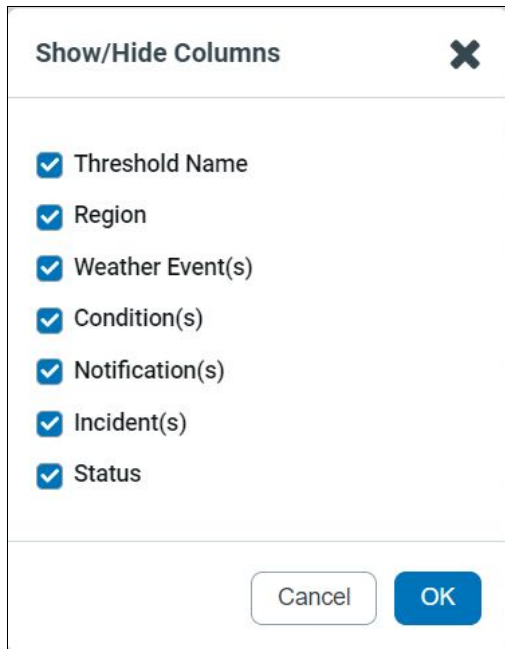 Show/Hide Columns
Threshold Name
Region
Weather Event(s)
Condition(s)
Notification(s)
Incident(s)
Status
Cancel OK